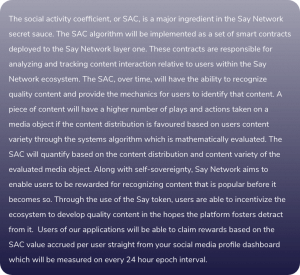 The social activity coefficient, or SAC, is a major ingredient in the Say Network
secret sauce. The SAC algorithm will be implemented as a set of smart contracts
deployed to the Say Network layer one. These contracts are responsible for
analyzing and tracking content interaction relative to users within the Say
Network ecosystem. The SAC, over time, will have the ability to recognize
quality content and provide the mechanics for users to identify that content. A
piece of content will have a higher number of plays and actions taken on a
media object if the content distribution is favoured based on users content
variety through the systems algorithm which is mathematically evaluated. The
SAC will quantify based on the content distribution and content variety of the
evaluated media object. Along with self-sovereignty, Say Network aims to
enable users to be rewarded for recognizing content that is popular before it
becomes so. Through the use of the Say token, users are able to incentivize the
ecosystem to develop quality content in the hopes the platform fosters detract
from it. Users of our applications will be able to claim rewards based on the
SAC value accrued per user straight from your social media profile dashboard
which will be measured on every 24 hour epoch interval.